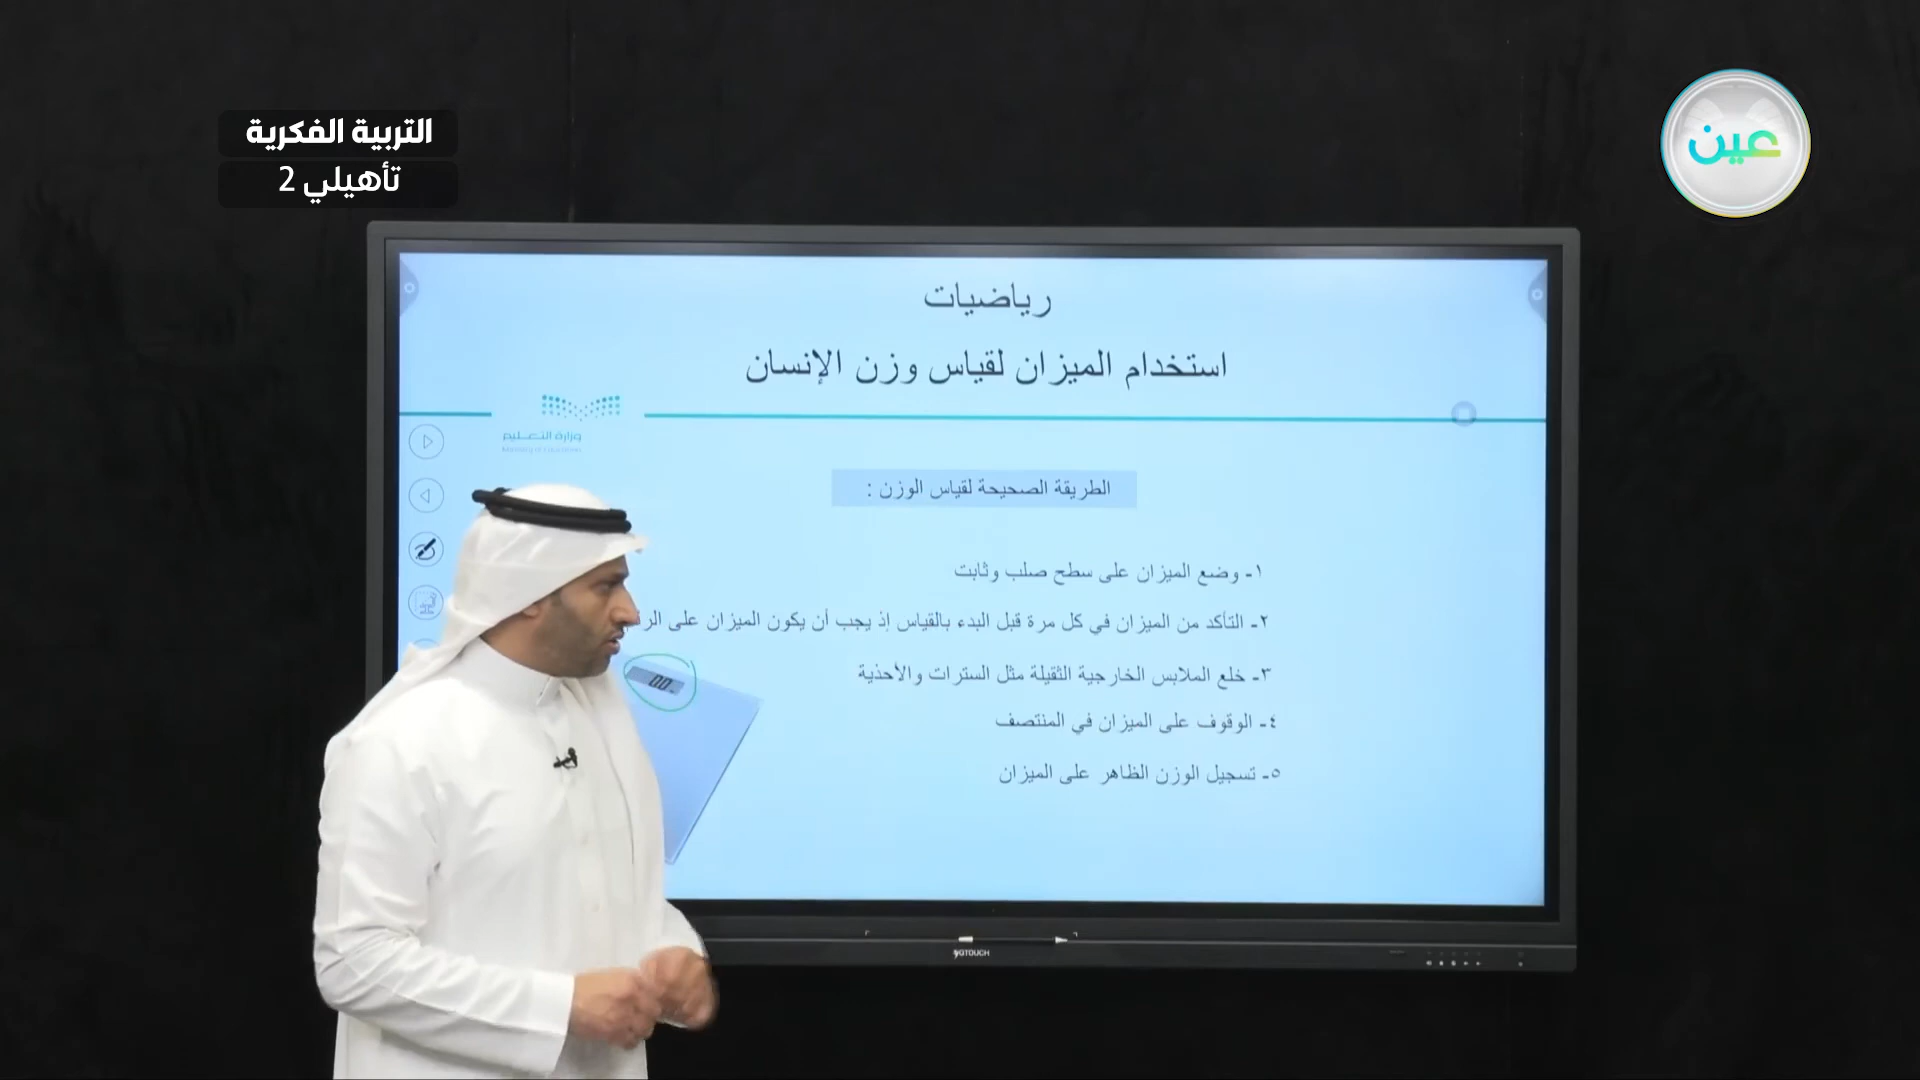 التربية الفكرية
تأهيلي 2
عين
رياضيات
استخدام الميزان لقياس وزن الإنسان
وزارة التعليم
الطريقة الصحيحة لقياس الوزن :
١- وضع الميزان على سطح صلب وثابت
٢- التأكد من الميزان في كل مرة قبل البدء بالقياس إذ يجب أن يكون الميزان على
٣- خلع الملابس الخارجية الثقيلة مثل السترات والأحذية
00
٤- الوقوف على الميزان في المنتصف
٥- تسجيل الوزن الظاهر على الميزان
YOTOUCH